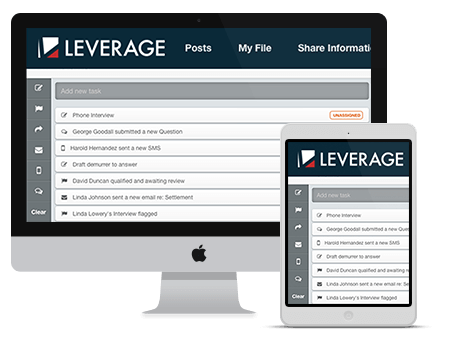 LEVERAGE
Posts My File Share Informati
Add new task
Phone Interview UNASSIGNED
George Goodall submitted a new Question
Harold Hernandez sent a new SMS
Draft demurrer to answer
David Duncan qualified and awaiting review
Linda Johnson sent a new email re: Settlement
Linda Lowery's Interview flagged
Clear
LEVERAGE
Add new task
Phone Interview
George Goodall submitted a new Q
Harold Hernandez sent a new SMS
Draft demurrer to answer
David Duncan qualified and awaiting re
Linda Johnson sent a new email re: Se
Linda Lowery's Interview flagged
Clear